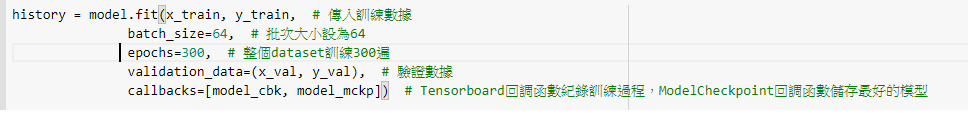 history = model.fit(x_train, y_train,  # 傳入訓練數據
batch_size=64,  # 批次大小設為64
epochs=300,  # 整個dataset訓練300遍
validation_data=(x_val, y_val),  # 驗證數據
callbacks=[model_cbk, model_mckp])  # Tensorboard回調函數紀錄訓練過程，ModelCheckpoint回調函數儲存最好的模型